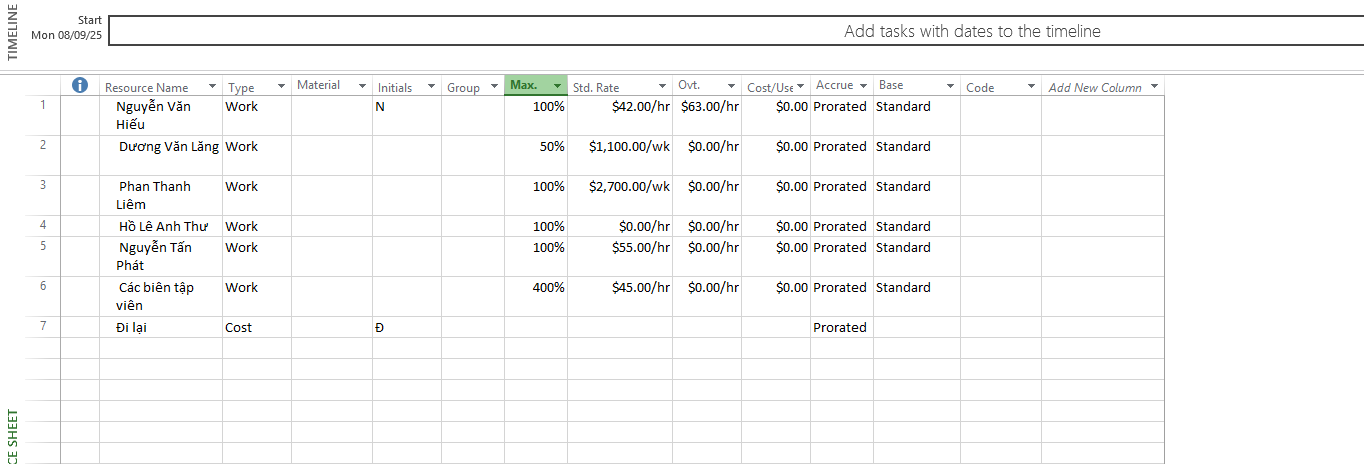 TIMELINE
Start
Mon 08/09/25
Add tasks with dates to the timeline
Resource Name Type Material Initials Group Max. Std. Rate Ovt. Cost/Use Accrue Base Code Add New Column
1 Nguyễn Văn Hiếu Work N 100% $42.00/hr $63.00/hr $0.00 Prorated Standard
2 Dương Văn Lăng Work 50% $1,100.00/wk $0.00/hr $0.00 Prorated Standard
3 Phan Thanh Liêm Work 100% $2,700.00/wk $0.00/hr $0.00 Prorated Standard
4 Hồ Lê Anh Thư Work 100% $0.00/hr $0.00/hr $0.00 Prorated Standard
5 Nguyễn Tấn Phát Work 100% $55.00/hr $0.00/hr $0.00 Prorated Standard
6 Các biên tập viên Work 400% $45.00/hr $0.00/hr $0.00 Prorated Standard
7 Đi lại Cost Đ Prorated
CE SHEET